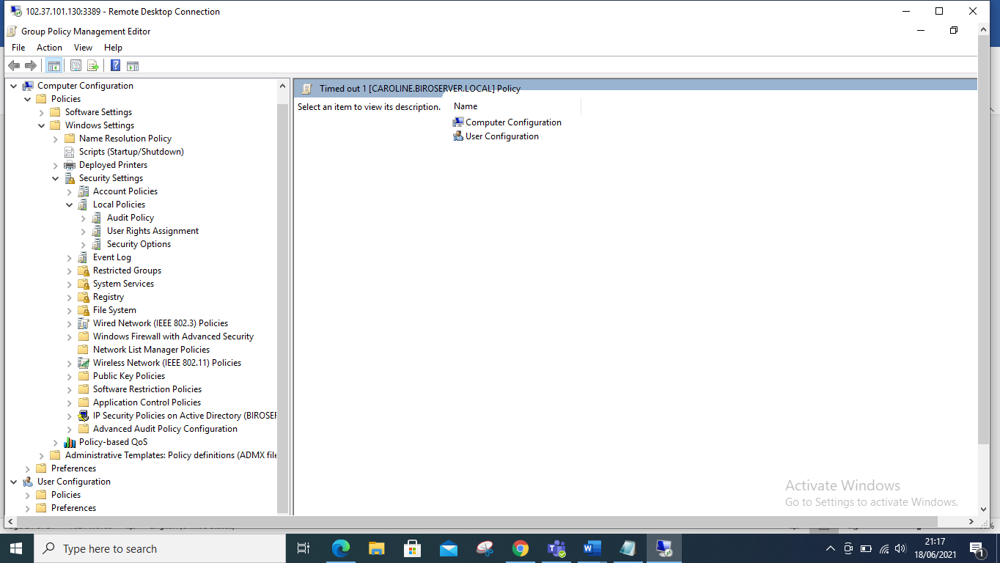 102.37.101.130:3389 - Remote Desktop Connection
Group Policy Management Editor
File Action View Help
Computer Configuration
Policies
Software Settings
Windows Settings
Name Resolution Policy
Scripts (Startup/Shutdown)
Deployed Printers
Security Settings
Account Policies
Local Policies
Audit Policy
User Rights Assignment
Security Options
Event Log
Restricted Groups
System Services
Registry
File System
Wired Network (IEEE 802.3) Policies
Windows Firewall with Advanced Security
Network List Manager Policies
Wireless Network (IEEE 802.11) Policies
Public Key Policies
Software Restriction Policies
Application Control Policies
IP Security Policies on Active Directory (BIROSER
Advanced Audit Policy Configuration
Policy-based QoS
Administrative Templates: Policy definitions (ADMX file
Preferences
User Configuration
Policies
Preferences
Timed out 1 [CAROLINE.BIROSERVER.LOCAL] Policy
Select an item to view its description.
Name
Computer Configuration
User Configuration
Activate Windows
Go to Settings to activate Windows.
Type here to search
21:17
18/06/2021
1